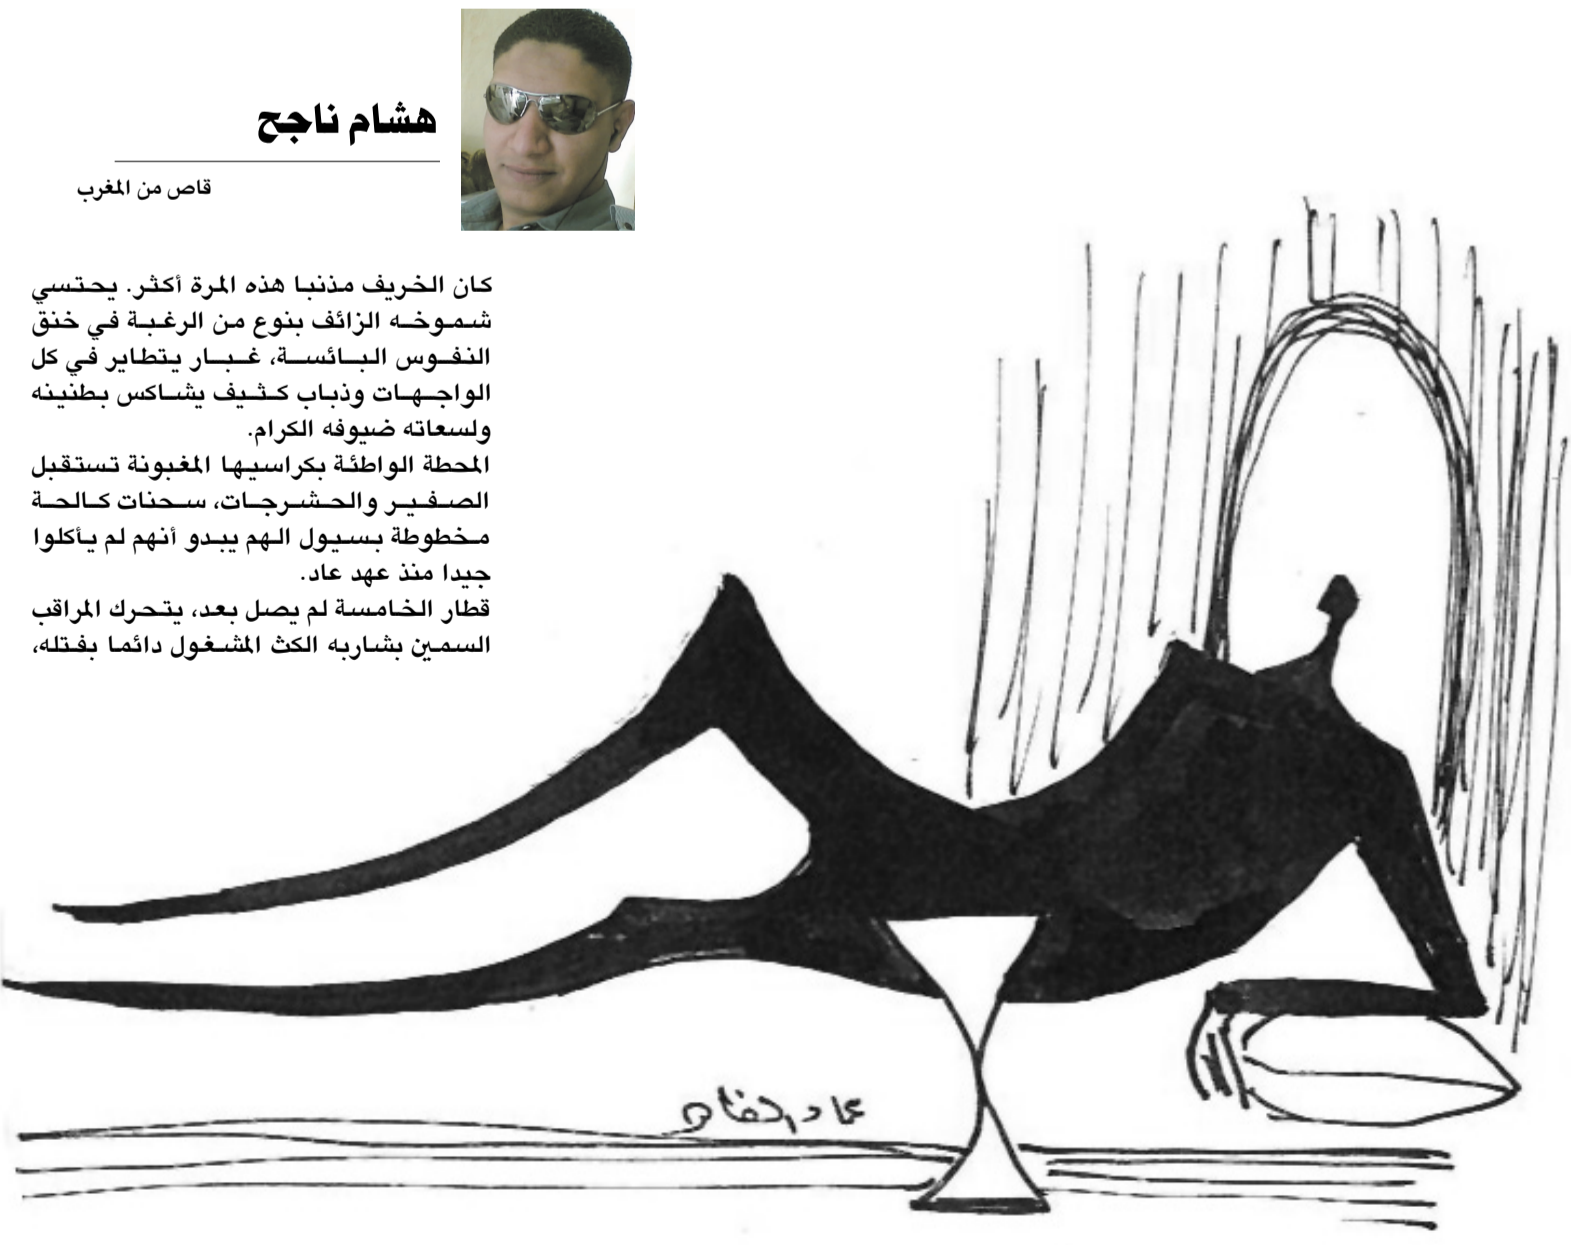 هشام ناجح
قاص من المغرب
كان الخريف مذنبا هذه المرة أكثر. يحتسي
شموخه الزائف بنوع من الرغبة في خنق
النفوس البائسة، غبار يتطاير في كل
الواجهات وذباب كثيف يشاكس بطنينه
ولسعاته ضيوفه الكرام.
المحطة الواطئة بكراسيها المغبونة تستقبل
الصفير والحشرجات، سحنات كالحة
مخطوطة بسيول الهم يبدو أنهم لم يأكلوا
جيدا منذ عهد عاد.
قطار الخامسة لم يصل بعد، يتحرك المراقب
السمين بشاربه الكث المشغول دائما بفتله،